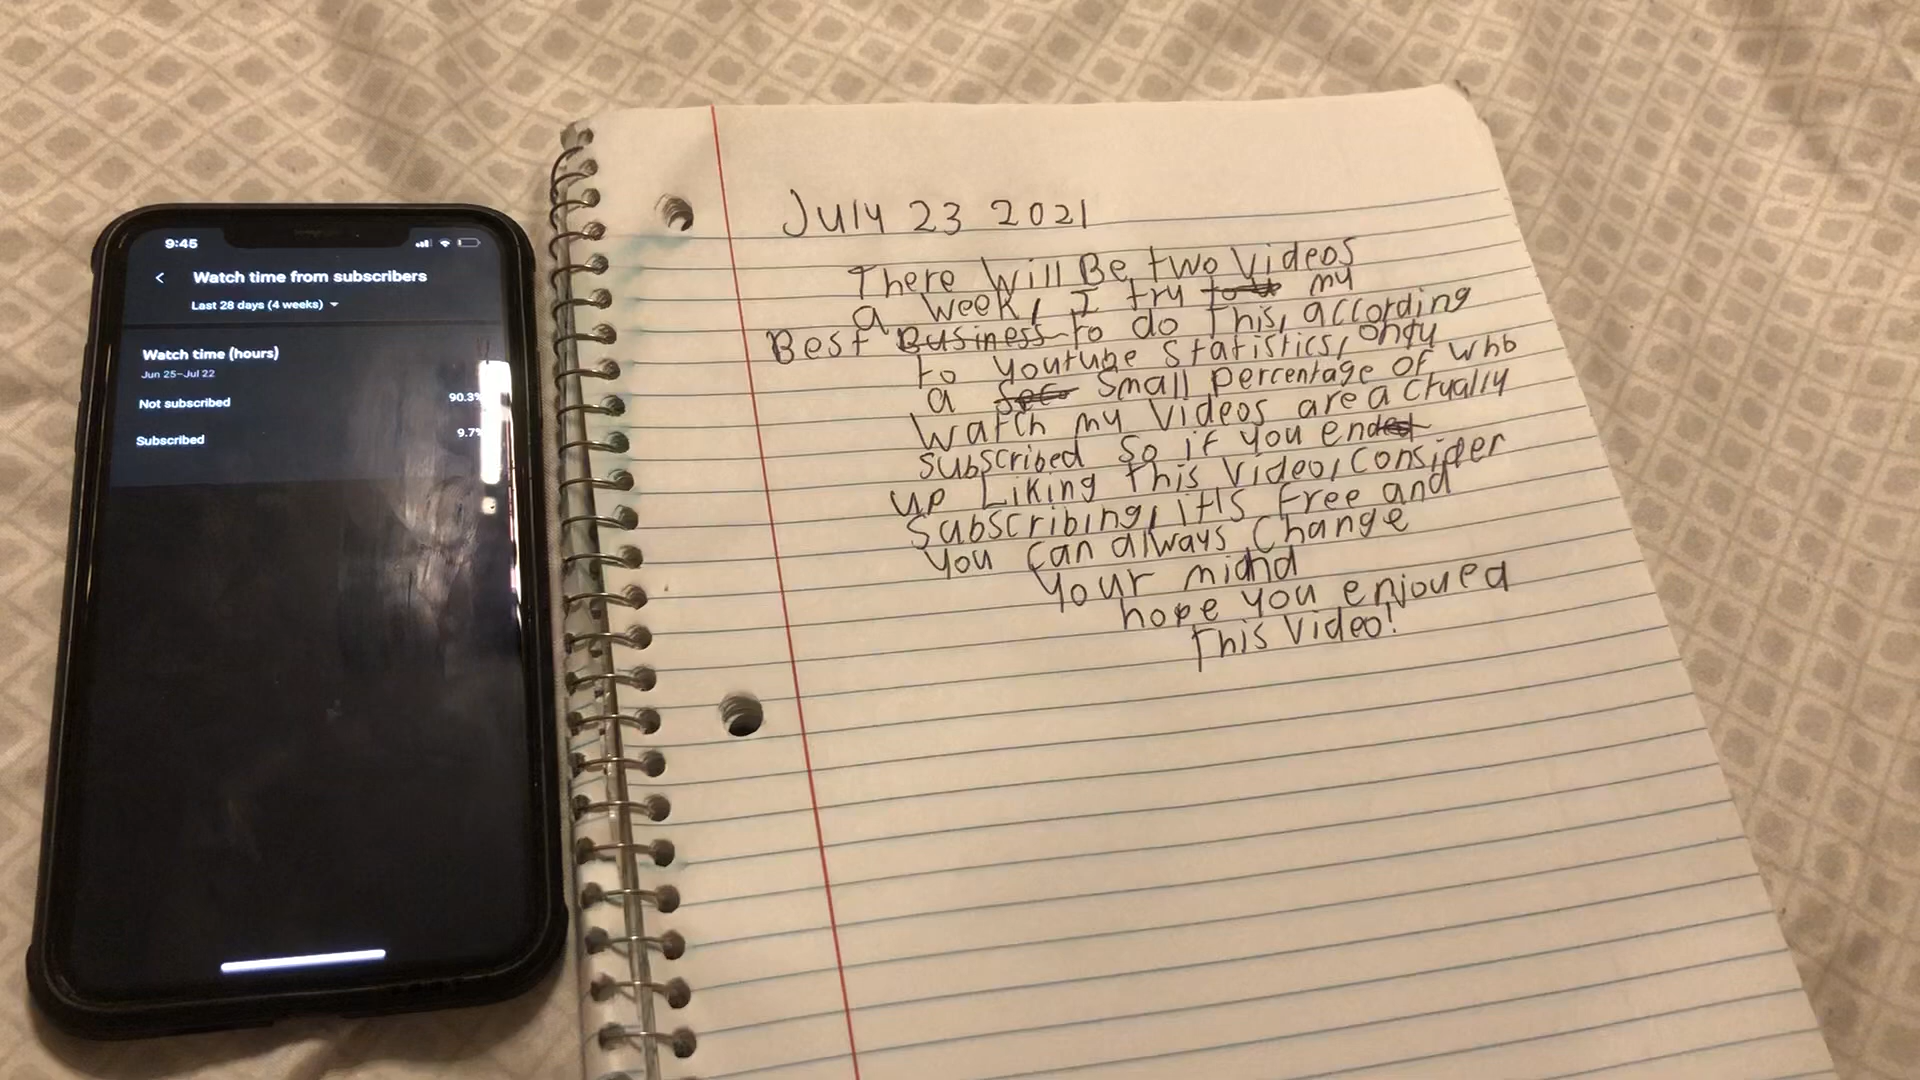 9:45
Watch time from subscribers
Last 28 days (4 weeks)
Watch time (hours)
Jun 25–Jul 22
Not subscribed 90.3%
Subscribed 9.7%
July 23 2021
There Will Be two Videos
a week, I try my
Best Business to do This, according
to youtube Statistics, only
a Small percentage of who
Watch my Videos are actually
subscribed So if you end
up Liking this Video, Consider
Subscribing, it's Free and
You Can always Change
Your mind
hope you enjoued
This Video!